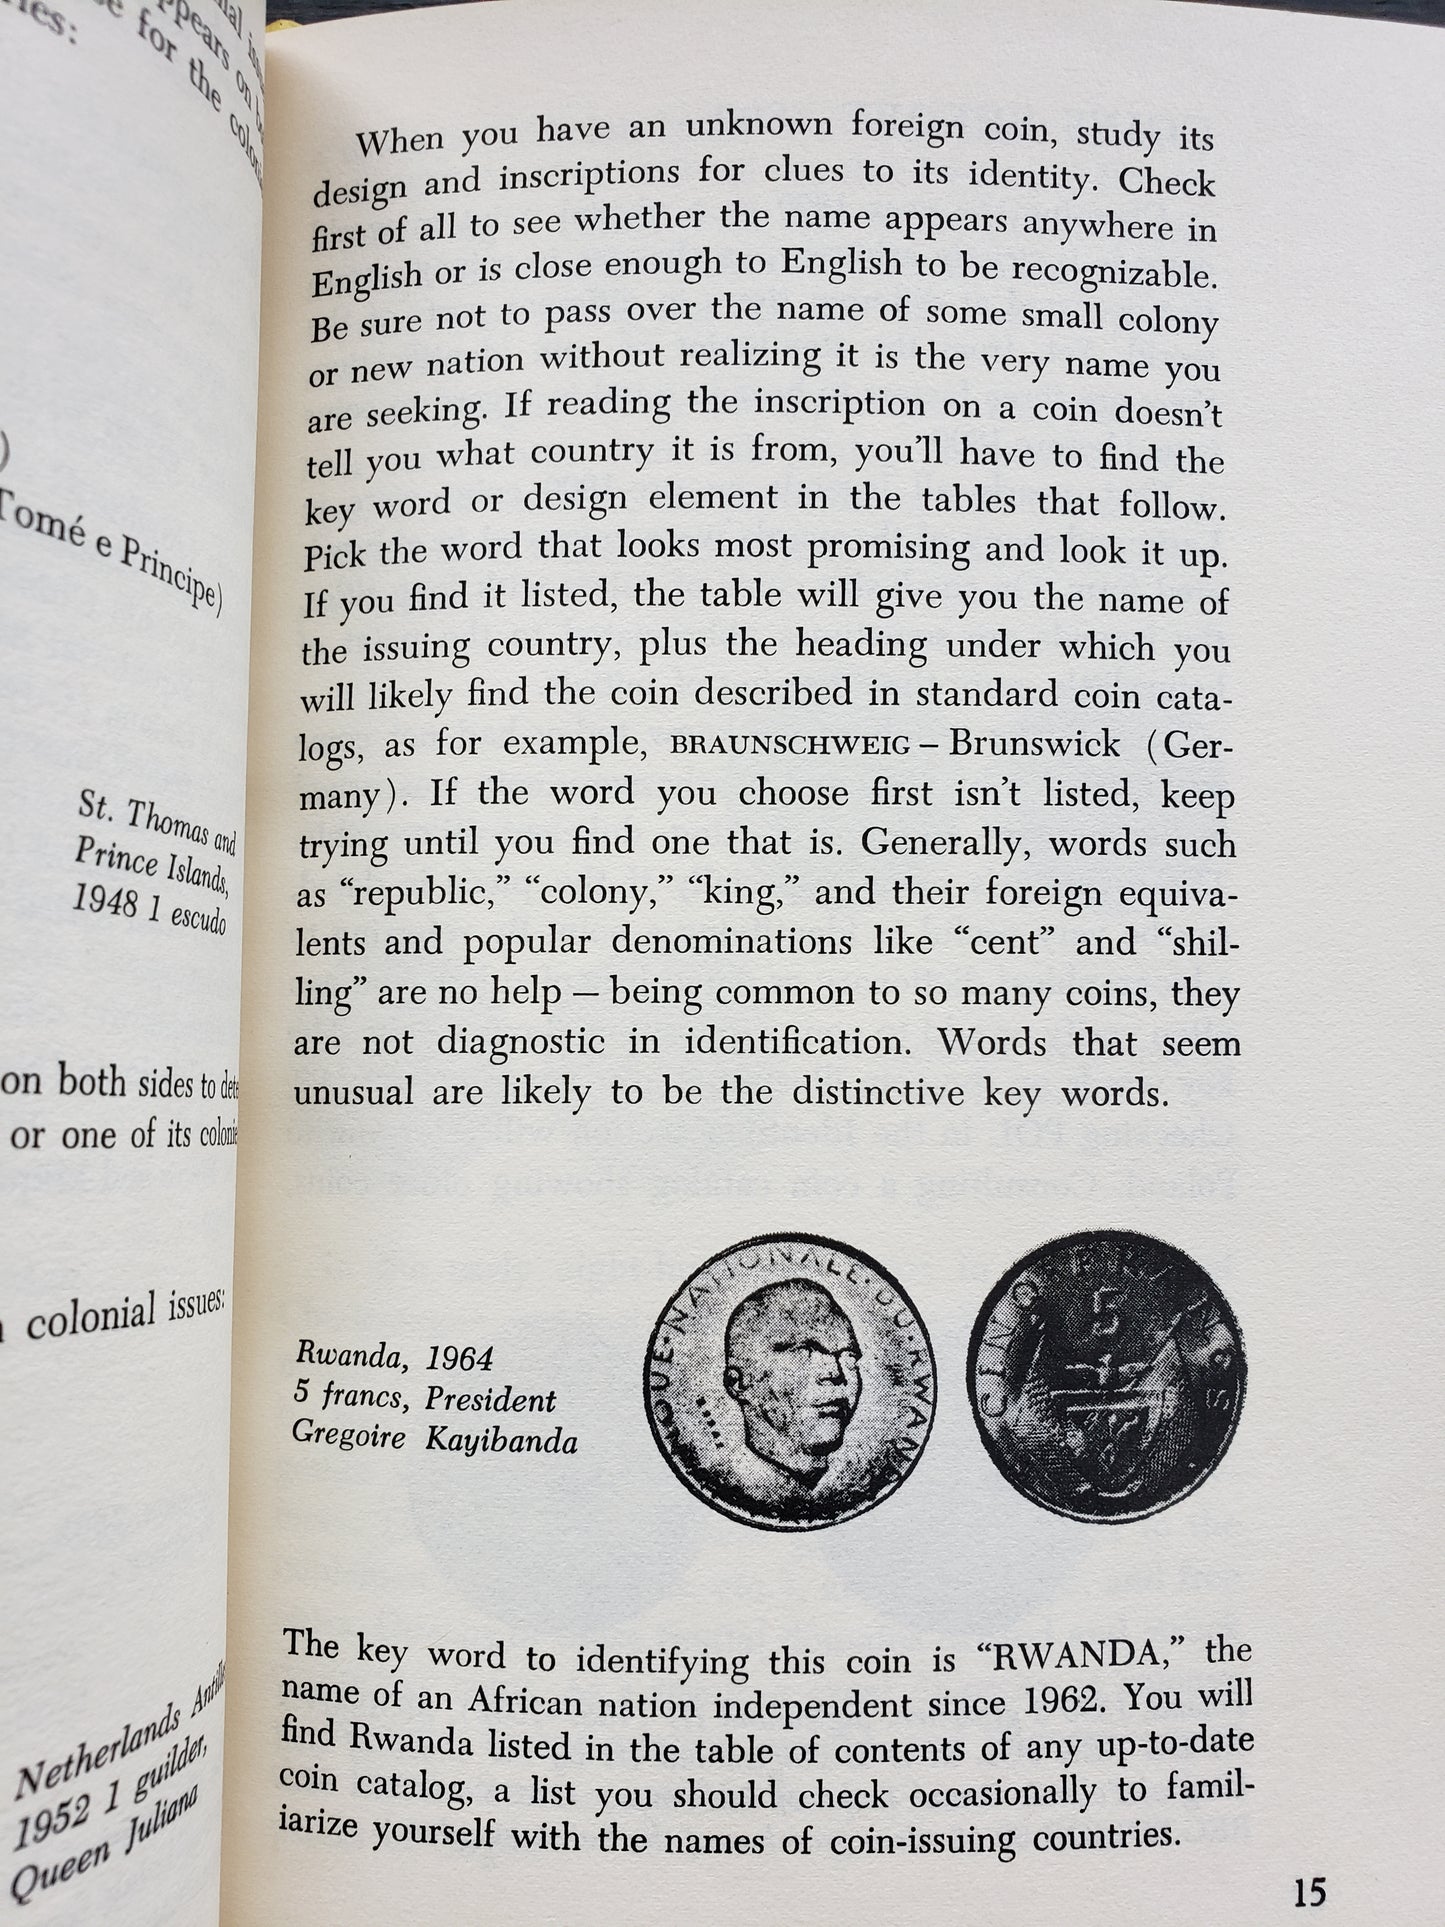 ppears on
for the
Tomé e Principe)
St. Thomas and
Prince Islands,
1948 1 escudo
on both sides to
or one of its
colonial issues:
Netherlands
1952 1 guilder,
Queen Juliana
When you have an unknown foreign coin, study its
design and inscriptions for clues to its identity. Check
first of all to see whether the name appears anywhere in
English or is close enough to English to be recognizable.
Be sure not to pass over the name of some small colony
or new nation without realizing it is the very name you
are seeking. If reading the inscription on a coin doesn't
tell you what country it is from, you'll have to find the
key word or design element in the tables that follow.
Pick the word that looks most promising and look it up.
If you find it listed, the table will give you the name of
the issuing country, plus the heading under which you
will likely find the coin described in standard coin cata-
logs, as for example, BRAUNSCHWEIG – Brunswick (Ger-
many). If the word you choose first isn't listed, keep
trying until you find one that is. Generally, words such
as “republic,” “colony,” “king,” and their foreign equiva-
lents and popular denominations like “cent” and “shil-
ling” are no help – being common to so many coins, they
are not diagnostic in identification. Words that seem
unusual are likely to be the distinctive key words.
Rwanda, 1964
5 francs, President
Gregoire Kayibanda
NATIONALE · DU · RWANDA
CINQ
5
The key word to identifying this coin is “RWANDA,” the
name of an African nation independent since 1962. You will
find Rwanda listed in the table of contents of any up-to-date
coin catalog, a list you should check occasionally to famil-
iarize yourself with the names of coin-issuing countries.
15